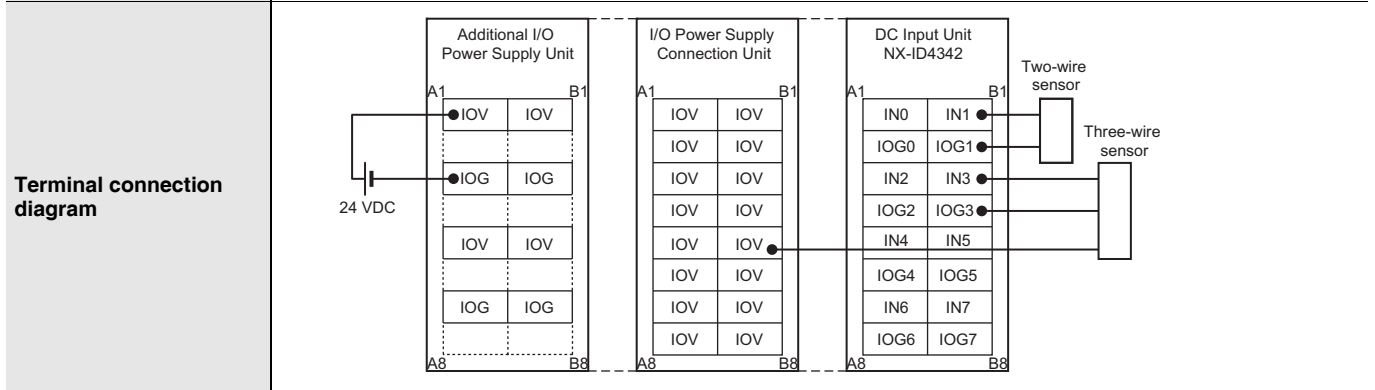 Terminal connection
diagram
Additional I/O
Power Supply Unit
A1 B1
IOV IOV
IOG IOG
IOV IOV
IOG IOG
A8 B8
24 VDC
I/O Power Supply
Connection Unit
A1 B1
IOV IOV
IOV IOV
IOV IOV
IOV IOV
IOV IOV
IOV IOV
IOV IOV
IOV IOV
A8 B8
DC Input Unit
NX-ID4342
A1 B1
IN0 IN1
IOG0 IOG1
IN2 IN3
IOG2 IOG3
IN4 IN5
IOG4 IOG5
IN6 IN7
IOG6 IOG7
A8 B8
Two-wire
sensor
Three-wire
sensor